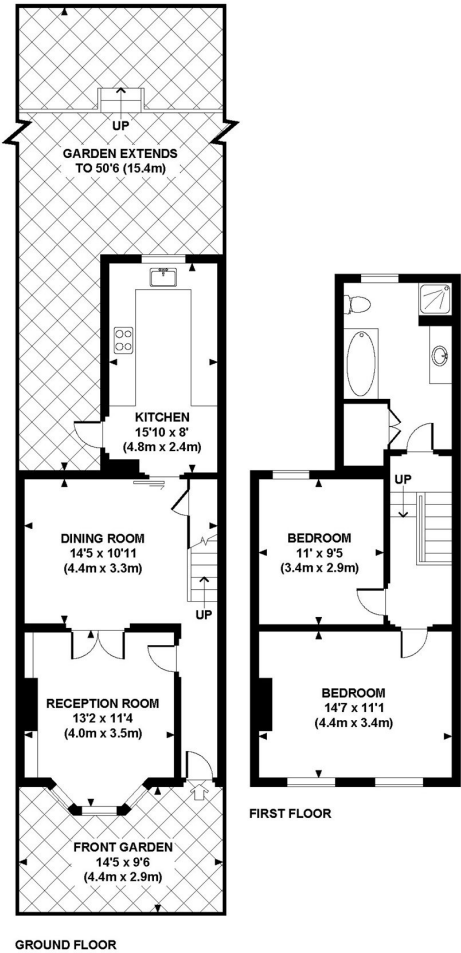 UP
GARDEN EXTENDS
TO 50'6 (15.4m)
KITCHEN
15'10 x 8'
(4.8m x 2.4m)
DINING ROOM
14'5 x 10'11
(4.4m x 3.3m)
UP
RECEPTION ROOM
13'2 x 11'4
(4.0m x 3.5m)
FRONT GARDEN
14'5 x 9'6
(4.4m x 2.9m)
GROUND FLOOR
UP
BEDROOM
11' x 9'5
(3.4m x 2.9m)
BEDROOM
14'7 x 11'1
(4.4m x 3.4m)
FIRST FLOOR